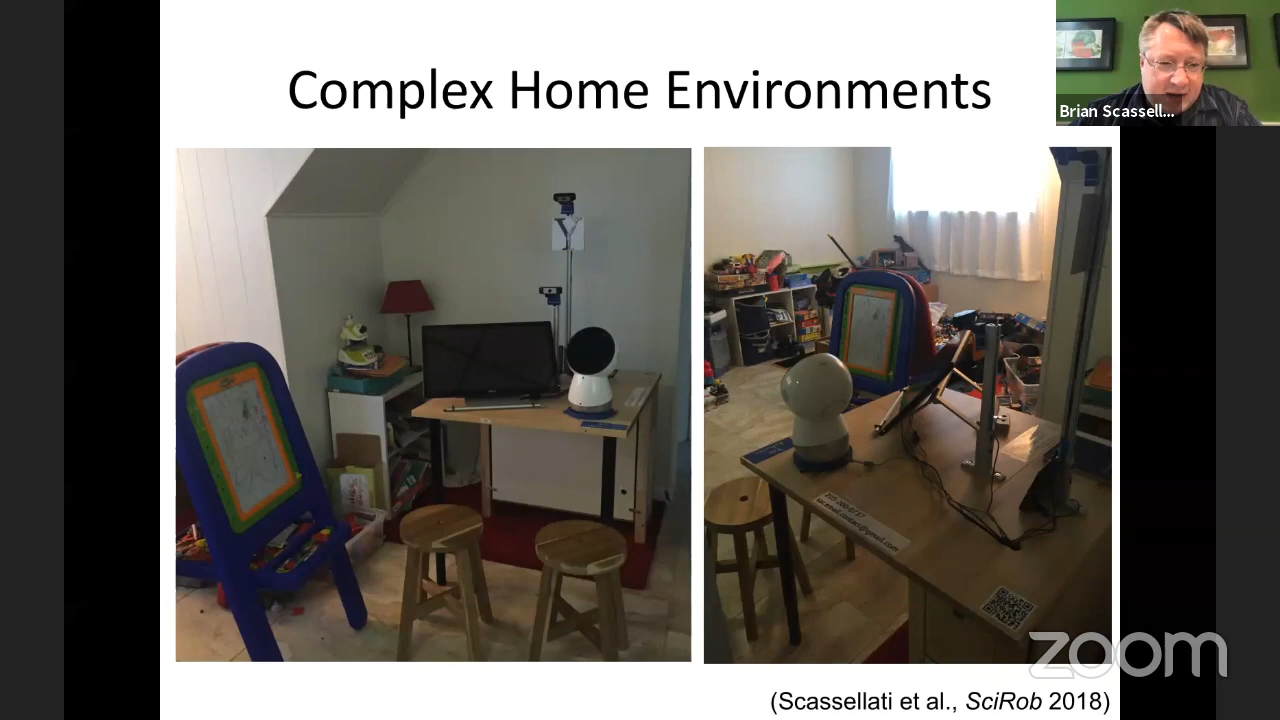 Complex Home Environments
Brian Scassell...
Y
zoom
(Scassellati et al., SciRob 2018)